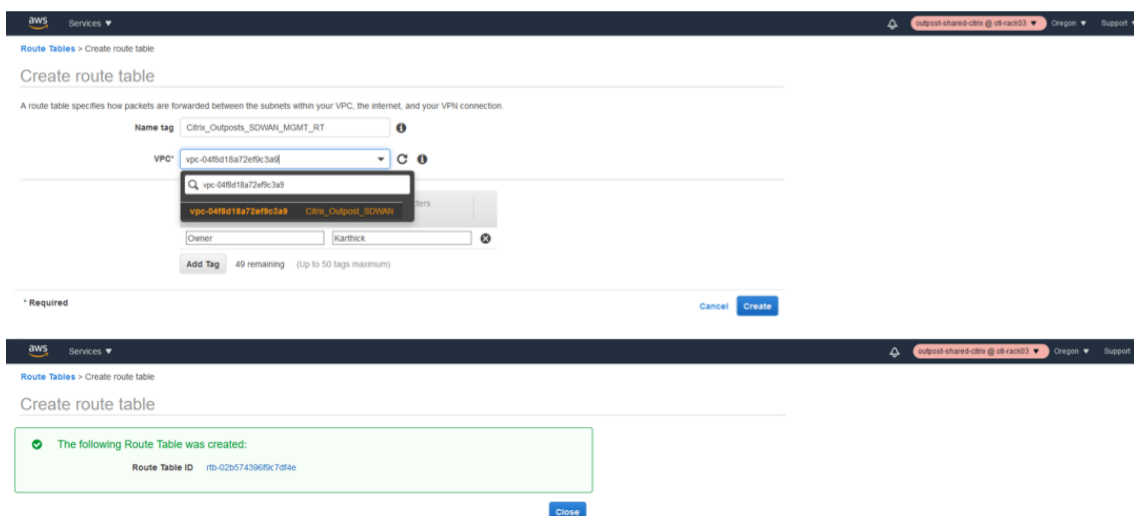 aws Services outpost-shared-citrix @ otl-rack03 Oregon Support
Route Tables > Create route table
Create route table
A route table specifies how packets are forwarded between the subnets within your VPC, the internet, and your VPN connection.
Name tag Citrix_Outposts_SDWAN_MGMT_RT
VPC* vpc-04f8d18a72ef9c3a9
vpc-04f8d18a72ef9c3a9
vpc-04f8d18a72ef9c3a9 Citrix_Outpost_SDWAN
Owner Karthick
Add Tag 49 remaining (Up to 50 tags maximum)
* Required Cancel Create
aws Services outpost-shared-citrix @ otl-rack03 Oregon Support
Route Tables > Create route table
Create route table
The following Route Table was created:
Route Table ID rtb-02b574396f9c7df4e
Close